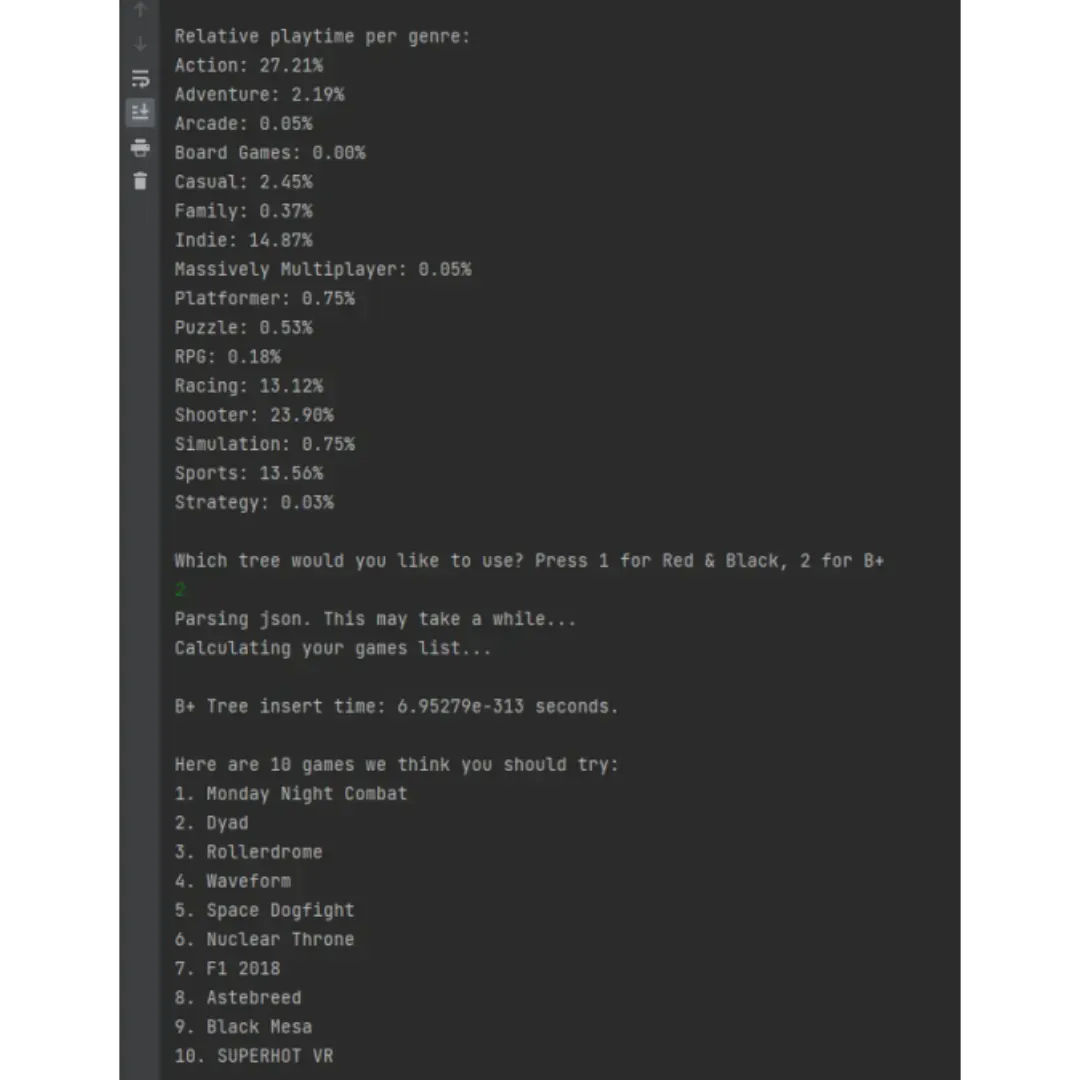 Relative playtime per genre:
Action: 27.21%
Adventure: 2.19%
Arcade: 0.05%
Board Games: 0.00%
Casual: 2.45%
Family: 0.37%
Indie: 14.87%
Massively Multiplayer: 0.05%
Platformer: 0.75%
Puzzle: 0.53%
RPG: 0.18%
Racing: 13.12%
Shooter: 23.90%
Simulation: 0.75%
Sports: 13.56%
Strategy: 0.03%
Which tree would you like to use? Press 1 for Red & Black, 2 for B+
2
Parsing json. This may take a while...
Calculating your games list...
B+ Tree insert time: 6.95279e-313 seconds.
Here are 10 games we think you should try:
1. Monday Night Combat
2. Dyad
3. Rollerdrome
4. Waveform
5. Space Dogfight
6. Nuclear Throne
7. F1 2018
8. Astebreed
9. Black Mesa
10. SUPERHOT VR